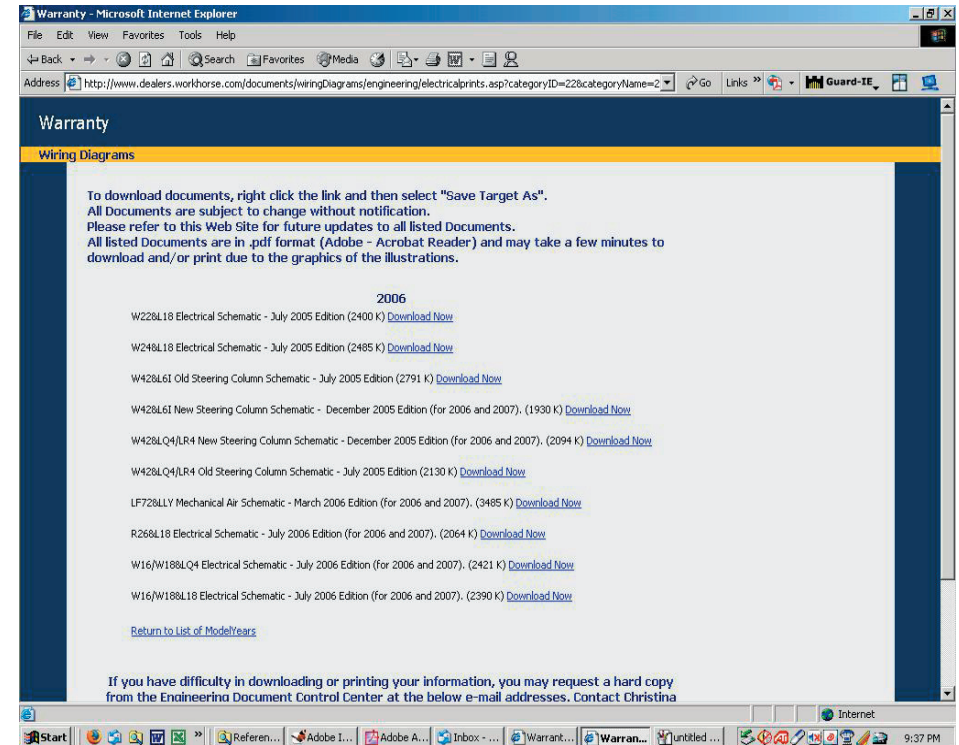 Warranty - Microsoft Internet Explorer
File Edit View Favorites Tools Help
Back Search Favorites Media
Address http://www.dealers.workhorse.com/documents/wiringDiagrams/engineering/electricalprints.asp?categoryID=22&categoryName=2 Go Links » Guard-IE
Warranty
Wiring Diagrams
To download documents, right click the link and then select "Save Target As".
All Documents are subject to change without notification.
Please refer to this Web Site for future updates to all listed Documents.
All listed Documents are in .pdf format (Adobe - Acrobat Reader) and may take a few minutes to
download and/or print due to the graphics of the illustrations.
2006
W22&L18 Electrical Schematic - July 2005 Edition (2400 K) Download Now
W24&L18 Electrical Schematic - July 2005 Edition (2485 K) Download Now
W42&L6I Old Steering Column Schematic - July 2005 Edition (2791 K) Download Now
W42&L6I New Steering Column Schematic - December 2005 Edition (for 2006 and 2007). (1930 K) Download Now
W42&LQ4/LR4 New Steering Column Schematic - December 2005 Edition (for 2006 and 2007). (2094 K) Download Now
W42&LQ4/LR4 Old Steering Column Schematic - July 2005 Edition (2130 K) Download Now
LF72&LLY Mechanical Air Schematic - March 2006 Edition (for 2006 and 2007). (3485 K) Download Now
R26&L18 Electrical Schematic - July 2006 Edition (for 2006 and 2007). (2064 K) Download Now
W16/W18&LQ4 Electrical Schematic - July 2006 Edition (for 2006 and 2007). (2421 K) Download Now
W16/W18&L18 Electrical Schematic - July 2006 Edition (for 2006 and 2007). (2390 K) Download Now
Return to List of ModelYears
If you have difficulty in downloading or printing your information, you may request a hard copy
from the Engineering Document Control Center at the below e-mail addresses. Contact Christina
Internet
Start » Referen... Adobe I... Adobe A... Inbox - ... Warrant... Warran... untitled ... 9:37 PM